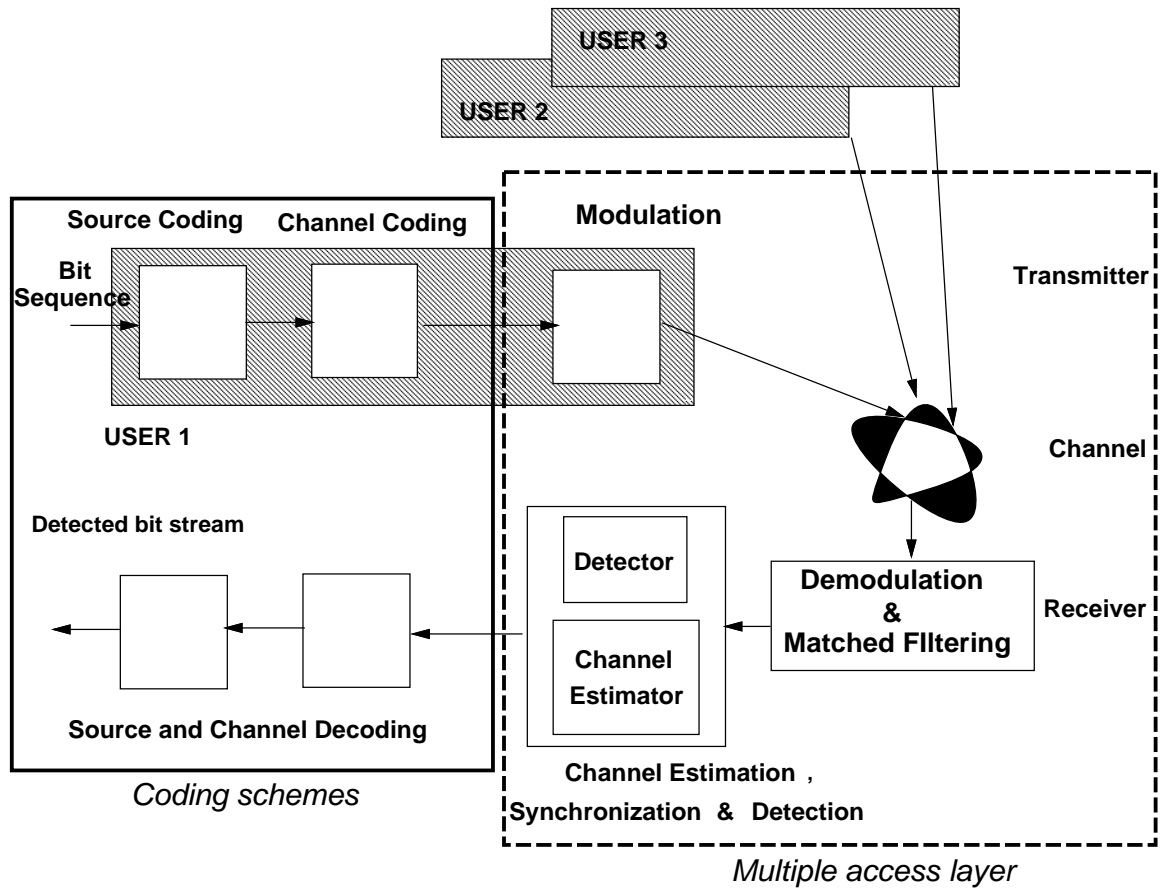 USER 3
USER 2
Source Coding
Channel Coding
Modulation
Bit
Sequence
Transmitter
USER 1
Channel
Detected bit stream
Detector
Channel
Estimator
Demodulation
&
Matched FIltering
Receiver
Source and Channel Decoding
Channel Estimation ,
Synchronization & Detection
Coding schemes
Multiple access layer